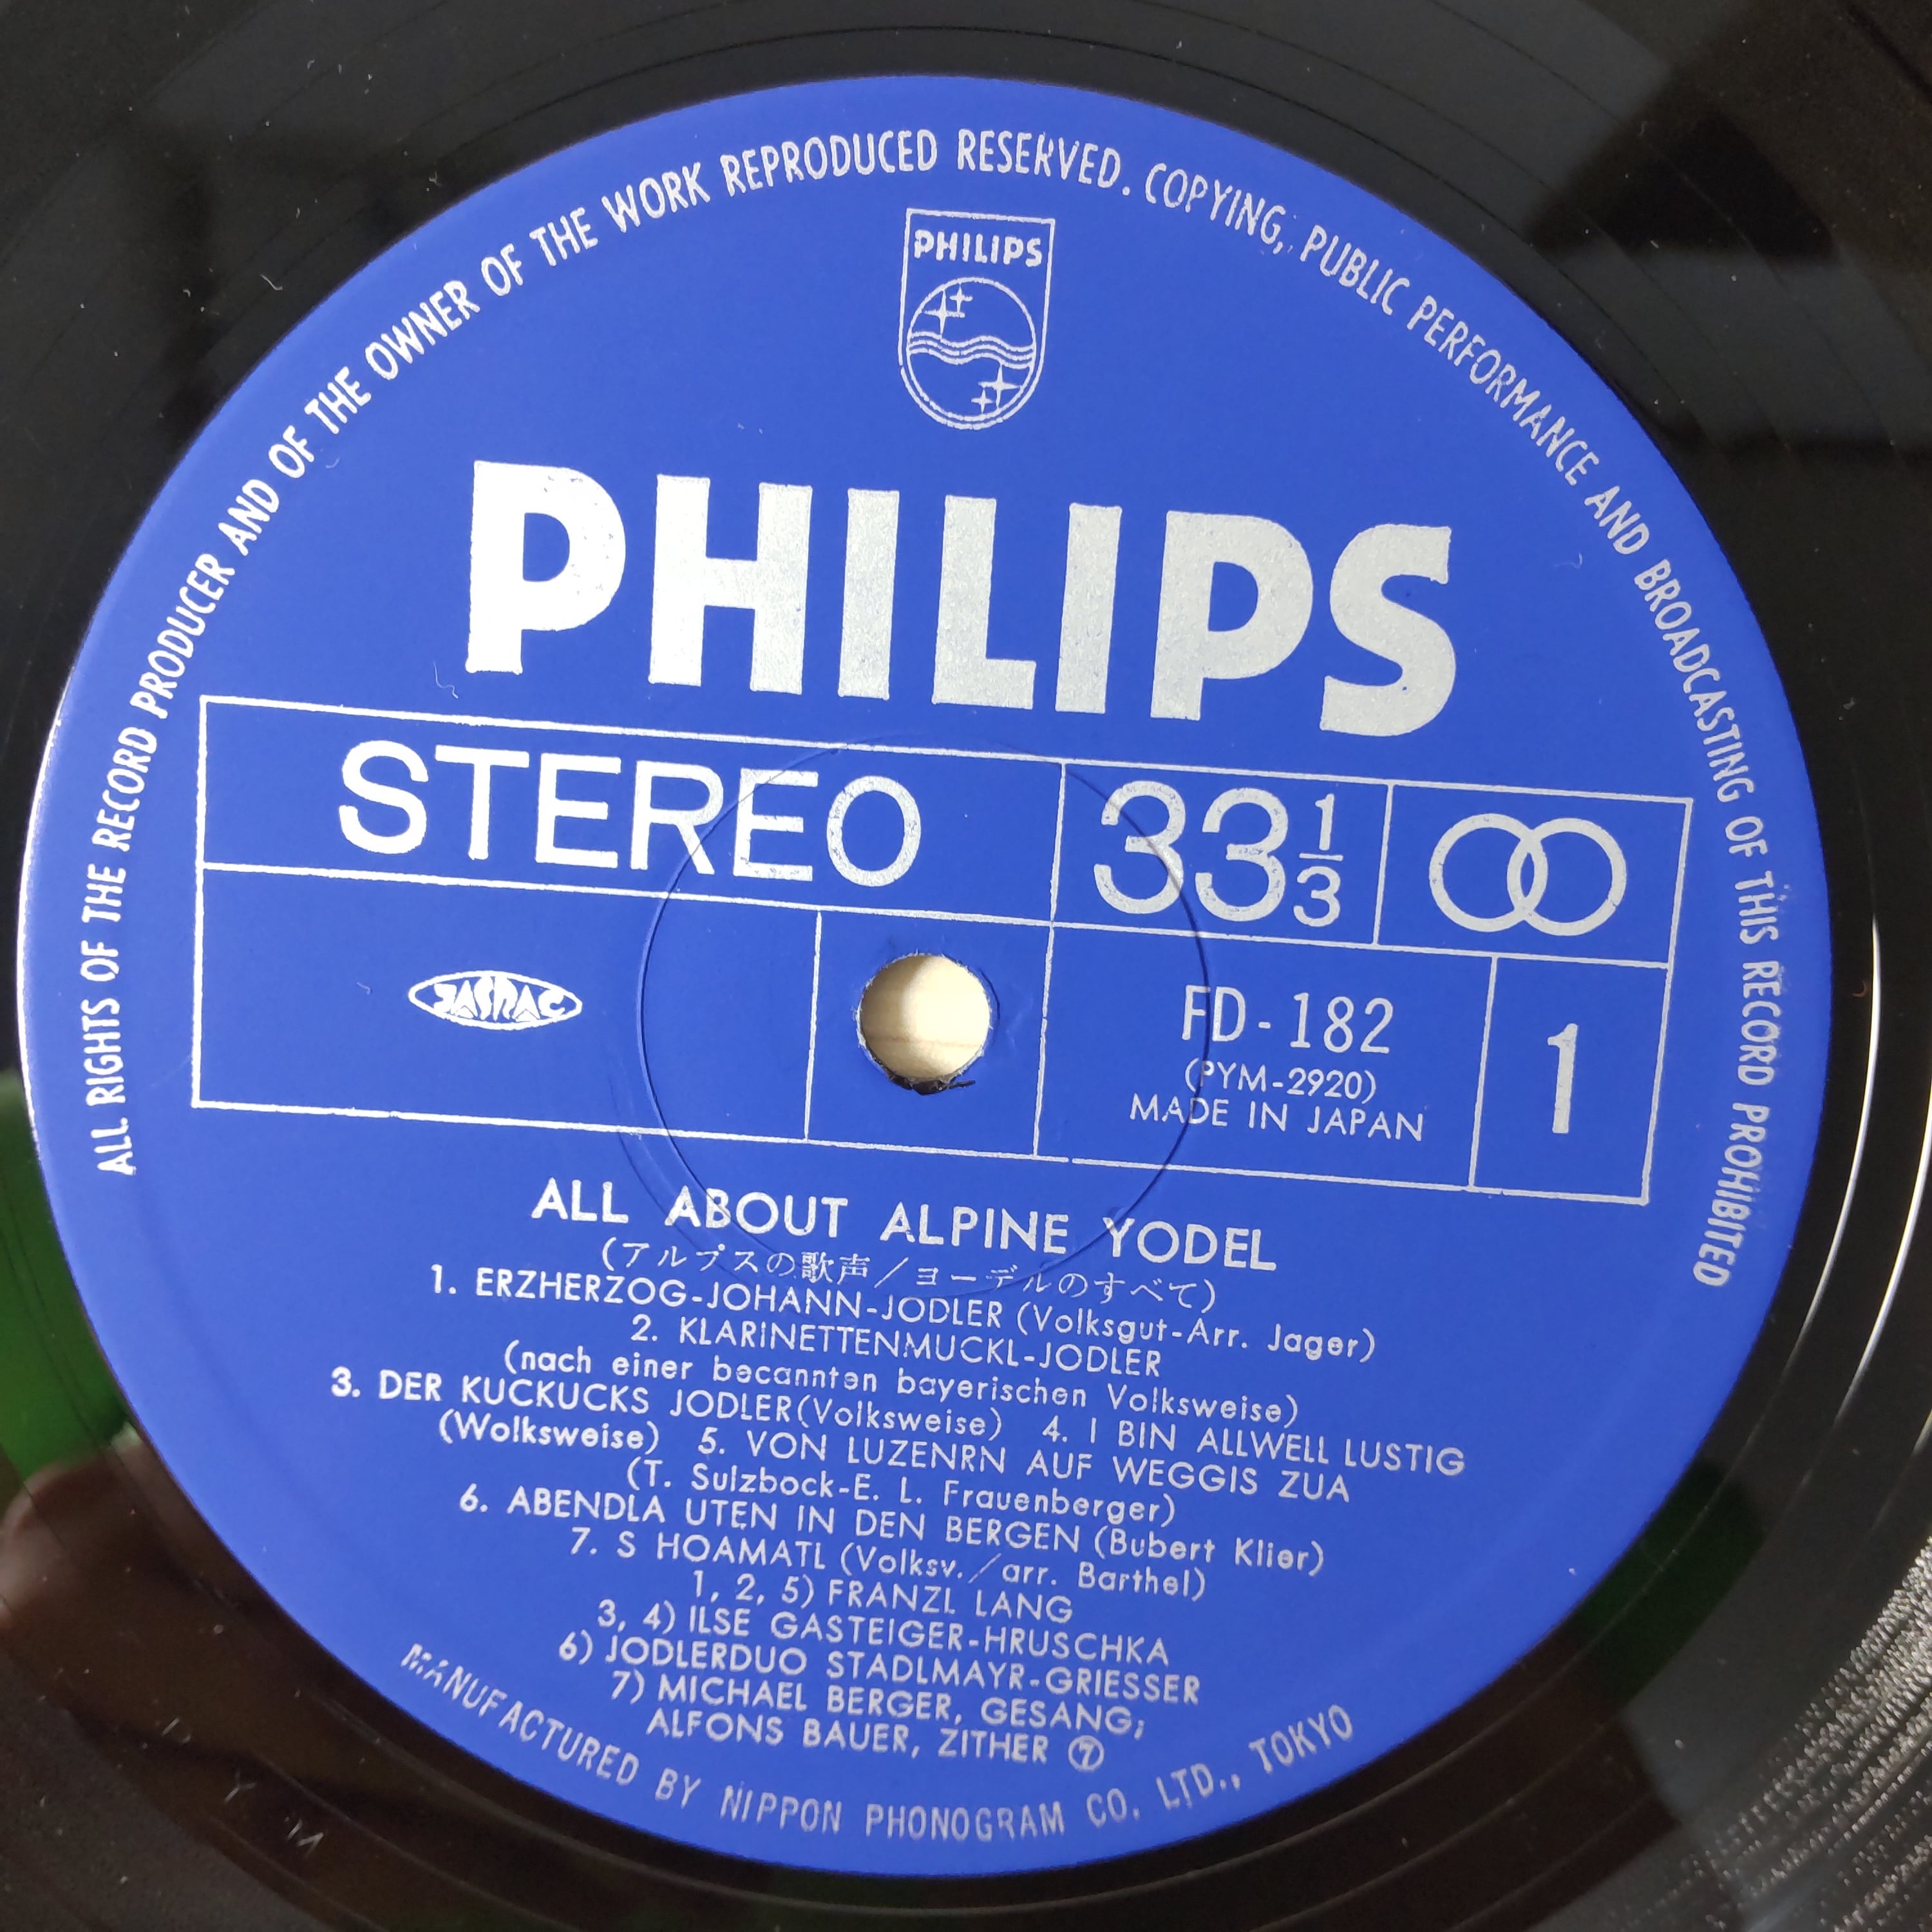 ALL RIGHTS OF THE RECORD PRODUCER AND OF THE OWNER OF THE WORK REPRODUCED RESERVED. COPYING, PUBLIC PERFORMANCE AND BROADCASTING OF THIS RECORD PROHIBITED
PHILIPS
PHILIPS
STEREO 33 1/3
JASRAC
FD-182
(PYM-2920)
MADE IN JAPAN
1
ALL ABOUT ALPINE YODEL
(アルプスの歌声/ヨーデルのすべて)
1. ERZHERZOG-JOHANN-JODLER (Volksgut-Arr. Jager)
2. KLARINETTENMUCKL-JODLER
(nach einer becannten bayerischen Volksweise)
3. DER KUCKUCKS JODLER(Volksweise) 4. I BIN ALLWELL LUSTIG
(Wolksweise) 5. VON LUZENRN AUF WEGGIS ZUA
(T. Sulzbock-E. L. Frauenberger)
6. ABENDLA UTEN IN DEN BERGEN (Bubert Klier)
7. S HOAMATL (Volksv./arr. Barthel)
1, 2, 5) FRANZL LANG
3, 4) ILSE GASTEIGER-HRUSCHKA
6) JODLERDUO STADLMAYR-GRIESSER
7) MICHAEL BERGER, GESANG;
ALFONS BAUER, ZITHER ⑦
MANUFACTURED BY NIPPON PHONOGRAM CO. LTD., TOKYO